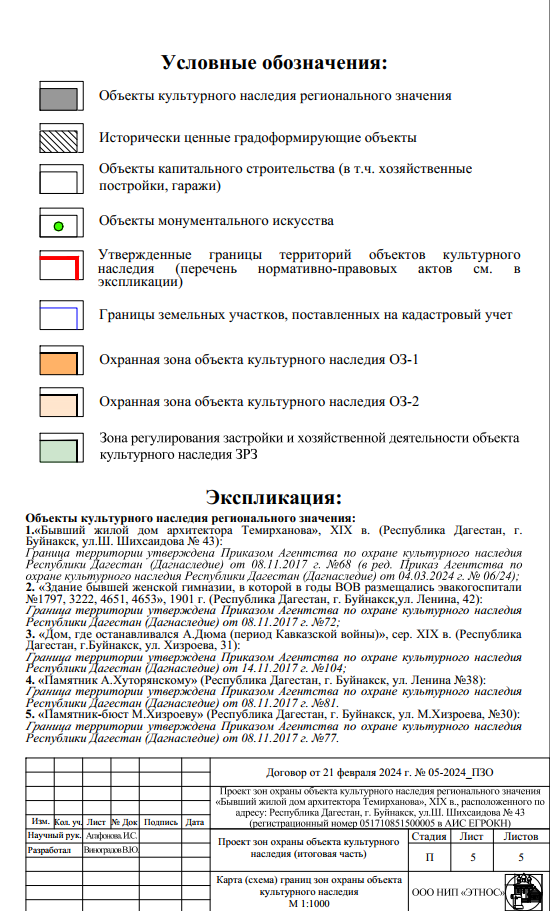 Условные обозначения:
Объекты культурного наследия регионального значения
Исторически ценные градоформирующие объекты
Объекты капитального строительства (в т.ч. хозяйственные
постройки, гаражи)
Объекты монументального искусства
Утвержденные границы территорий объектов культурного
наследия (перечень нормативно-правовых актов см. в
экспликации)
Границы земельных участков, поставленных на кадастровый учет
Охранная зона объекта культурного наследия ОЗ-1
Охранная зона объекта культурного наследия ОЗ-2
Зона регулирования застройки и хозяйственной деятельности объекта
культурного наследия ЗРЗ
Экспликация:
Объекты культурного наследия регионального значения:
1.«Бывший жилой дом архитектора Темирханова», XIX в. (Республика Дагестан, г.
Буйнакск, ул.Ш. Шихсаидова № 43):
Граница территории утверждена Приказом Агентства по охране культурного наследия
Республики Дагестан (Дагнаследие) от 08.11.2017 г. №68 (в ред. Приказ Агентства по
охране культурного наследия Республики Дагестан (Дагнаследие) от 04.03.2024 г. № 06/24);
2. «Здание бывшей женской гимназии, в которой в годы ВОВ размещались эвакогоспитали
№1797, 3222, 4651, 4653», 1901 г. (Республика Дагестан, г. Буйнакск,ул. Ленина, 42):
Граница территории утверждена Приказом Агентства по охране культурного наследия
Республики Дагестан (Дагнаследие) от 08.11.2017 г. №72;
3. «Дом, где останавливался А.Дюма (период Кавказской войны)», сер. XIX в. (Республика
Дагестан, г.Буйнакск, ул. Хизроева, 31):
Граница территории утверждена Приказом Агентства по охране культурного наследия
Республики Дагестан (Дагнаследие) от 14.11.2017 г. №104;
4. «Памятник А.Хуторянскому» (Республика Дагестан, г. Буйнакск, ул. Ленина №38):
Граница территории утверждена Приказом Агентства по охране культурного наследия
Республики Дагестан (Дагнаследие) от 08.11.2017 г. №81.
5. «Памятник-бюст М.Хизроеву» (Республика Дагестан, г. Буйнакск, ул. М.Хизроева, №30):
Граница территории утверждена Приказом Агентства по охране культурного наследия
Республики Дагестан (Дагнаследие) от 08.11.2017 г. №77.
Договор от 21 февраля 2024 г. № 05-2024_ПЗО
Проект зон охраны объекта культурного наследия регионального значения
«Бывший жилой дом архитектора Темирханова», XIX в., расположенного по
адресу: Республика Дагестан, г. Буйнакск, ул.Ш. Шихсаидова № 43
(регистрационный номер 051710851500005 в АИС ЕГРОКН)
Изм. Кол. уч. Лист № Док Подпись Дата
Научный рук. Агафонова.И.С.
Разработал Виноградов.В.Ю.
Проект зон охраны объекта культурного
наследия (итоговая часть)
Стадия Лист Листов
П 5 5
Карта (схема) границ зон охраны объекта
культурного наследия
М 1:1000
ООО НИП «ЭТНОС»